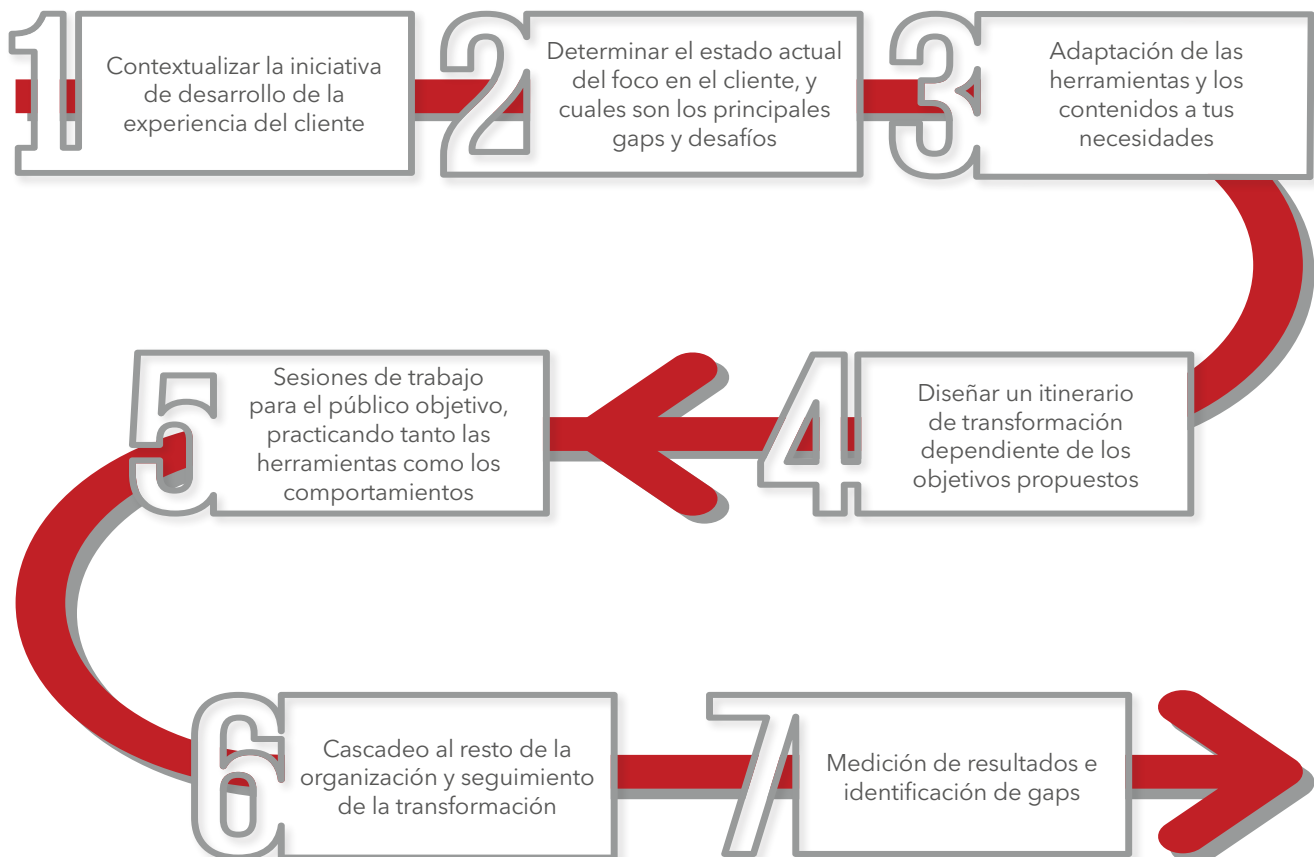 1
Contextualizar la iniciativa
de desarrollo de la
experiencia del cliente
2
Determinar el estado actual
del foco en el cliente, y
cuales son los principales
gaps y desafíos
3
Adaptación de las
herramientas y los
contenidos a tus
necesidades
4
Diseñar un itinerario
de transformación
dependiente de los
objetivos propuestos
5
Sesiones de trabajo
para el público objetivo,
practicando tanto las
herramientas como los
comportamientos
6
Cascadeo al resto de la
organización y seguimiento
de la transformación
7
Medición de resultados e
identificación de gaps